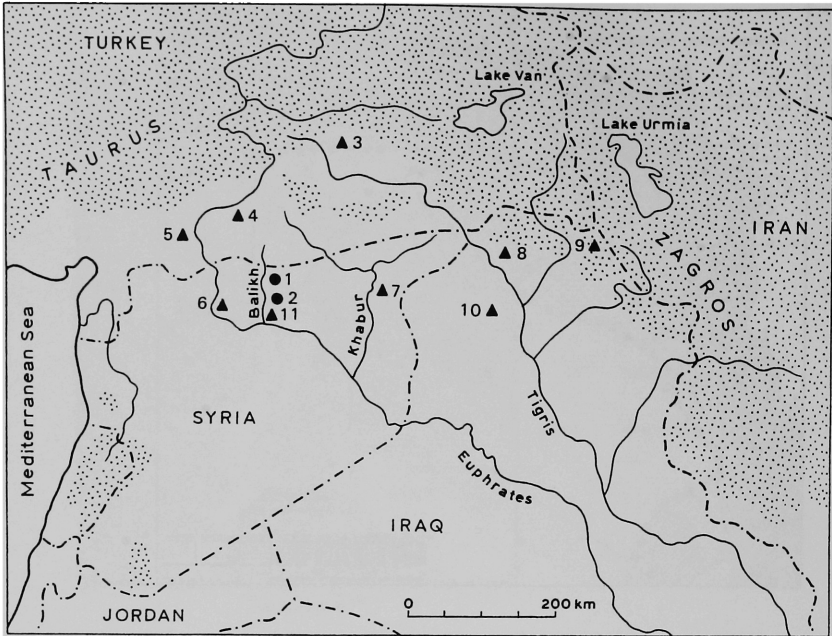 TURKEY
Lake Van
Lake Urmia
TAURUS
3
4
5
IRAN
ZAGROS
9
8
1
2
Balikh
6
11
7
10
Khabur
Mediterranean Sea
SYRIA
Tigris
Euphrates
IRAQ
JORDAN
0 200 km